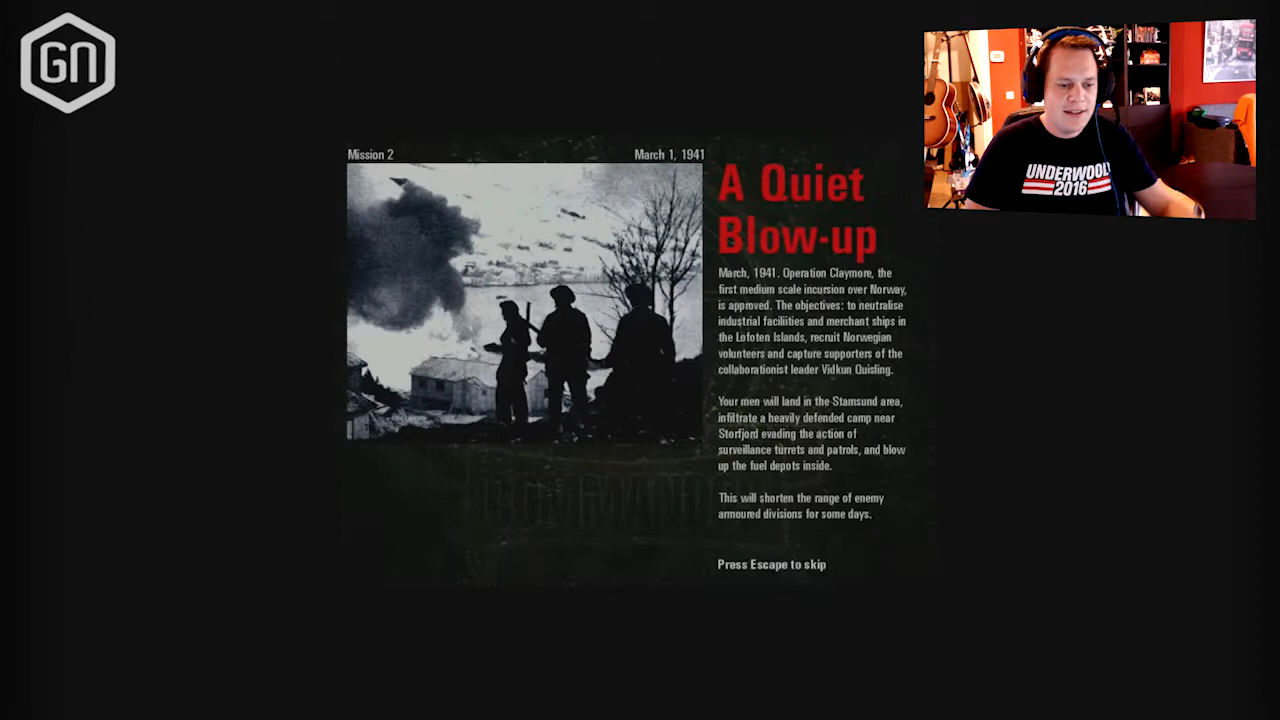 GN
Mission 2
March 1, 1941
A Quiet
Blow-up
March, 1941. Operation Claymore, the
first medium scale incursion over Norway,
is approved. The objectives: to neutralise
industrial faciliities and merchant ships in
the Lofoten Islands, recruit Norwegian
volunteers and capture supporters of the
collaborationist leader Vidkun Quisling.
Your men will land in the Stamsund area,
infiltrate a heavily defended camp near
Storfjord evading the action of
surveillance turrets and patrols, and blow
up the fuel depots inside.
This will shorten the range of enemy
armoured divisions for some days.
Press Escape to skip
UNDERWOOD
2016